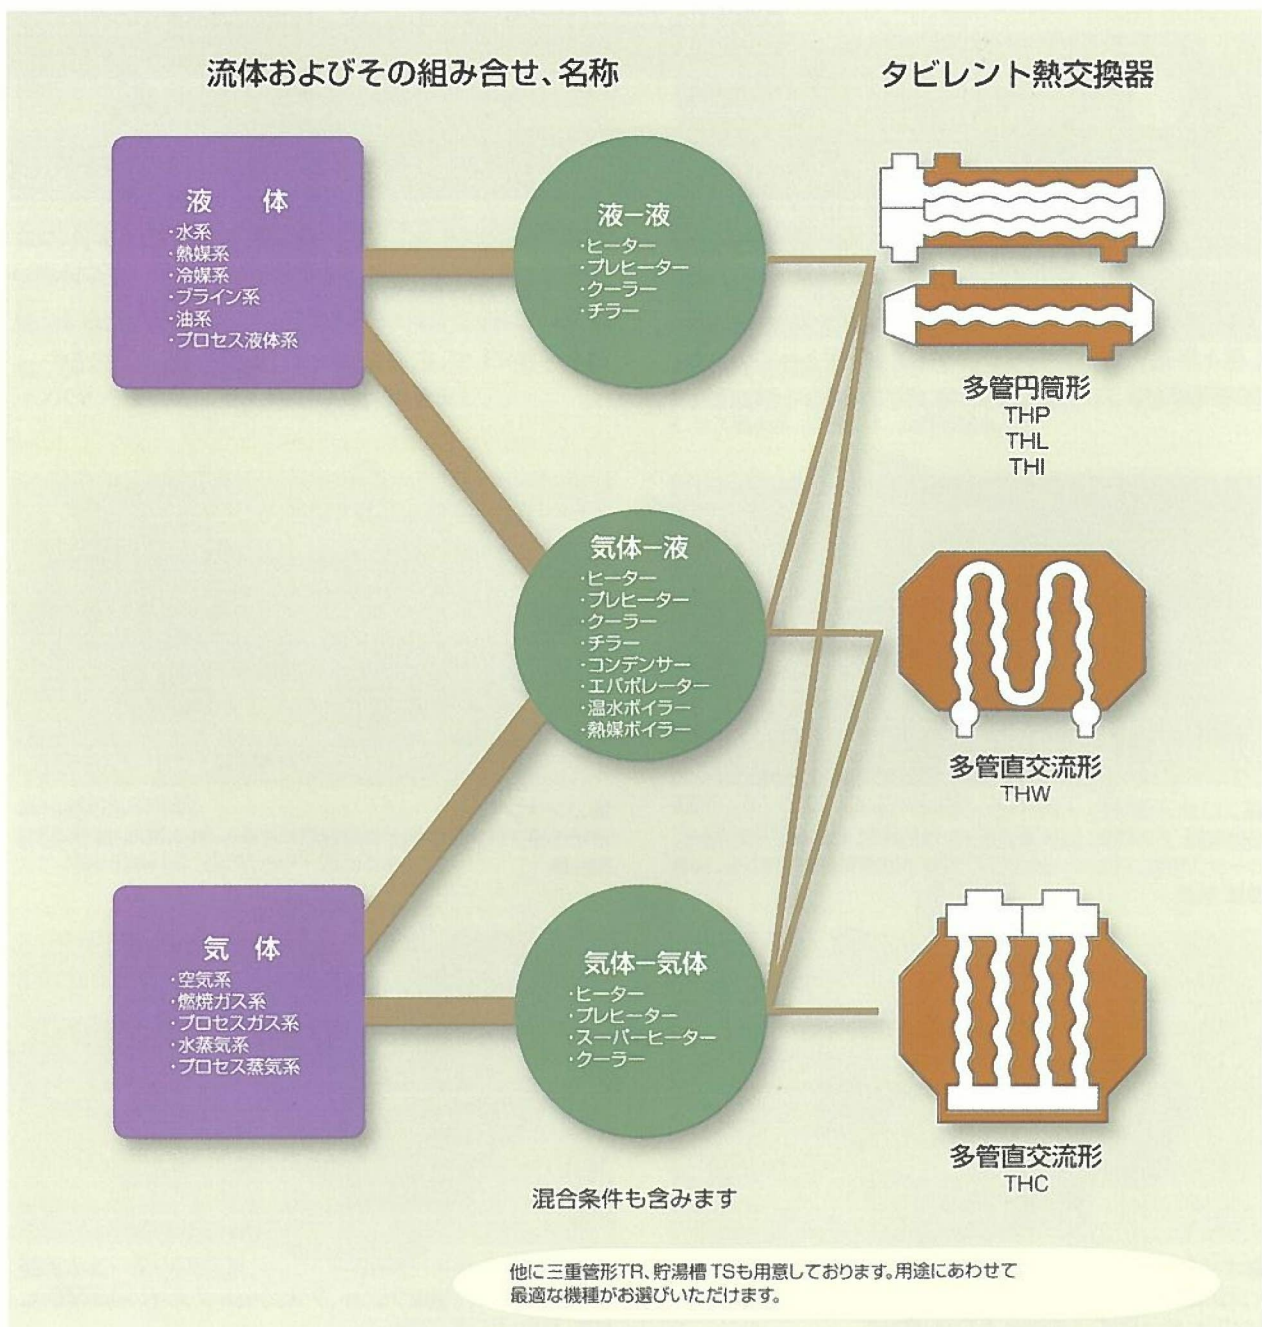 流体およびその組み合せ、名称
タビレント熱交換器
液 体
・水系
・熱媒系
・冷媒系
・ブライン系
・油系
・プロセス液体系
液ー液
・ヒーター
・プレヒーター
・クーラー
・チラー
多管円筒形
THP
THL
THI
気体ー液
・ヒーター
・プレヒーター
・クーラー
・チラー
・コンデンサー
・エバポレーター
・温水ボイラー
・熱媒ボイラー
多管直交流形
THW
気 体
・空気系
・燃焼ガス系
・プロセスガス系
・水蒸気系
・プロセス蒸気系
気体ー気体
・ヒーター
・プレヒーター
・スーパーヒーター
・クーラー
多管直交流形
THC
混合条件も含みます
他に三重管形TR、貯湯槽 TSも用意しております。用途にあわせて
最適な機種がお選びいただけます。